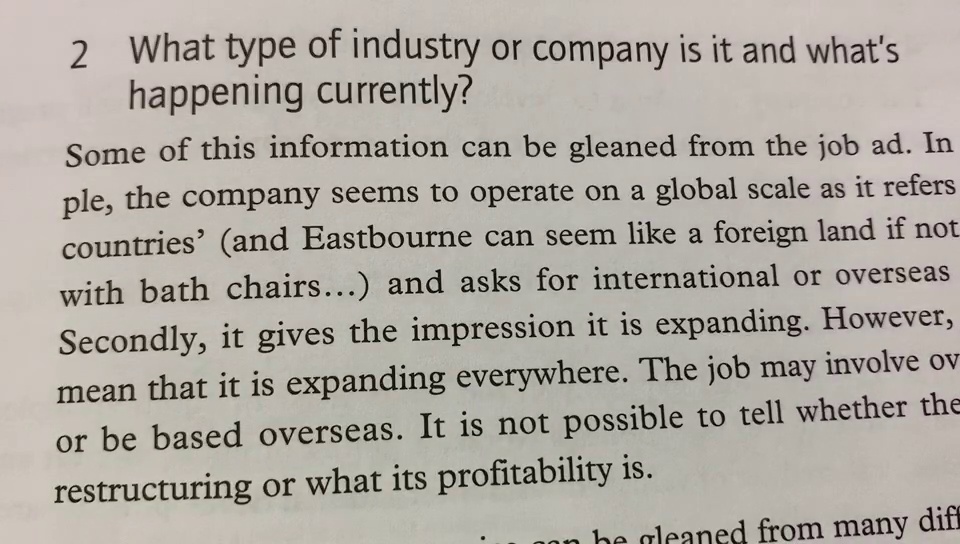 2 What type of industry or company is it and what's
happening currently?
Some of this information can be gleaned from the job ad. In
ple, the company seems to operate on a global scale as it refers
countries’ (and Eastbourne can seem like a foreign land if not
with bath chairs...) and asks for international or overseas
Secondly, it gives the impression it is expanding. However,
mean that it is expanding everywhere. The job may involve ov
or be based overseas. It is not possible to tell whether the
restructuring or what its profitability is.
can be gleaned from many diff